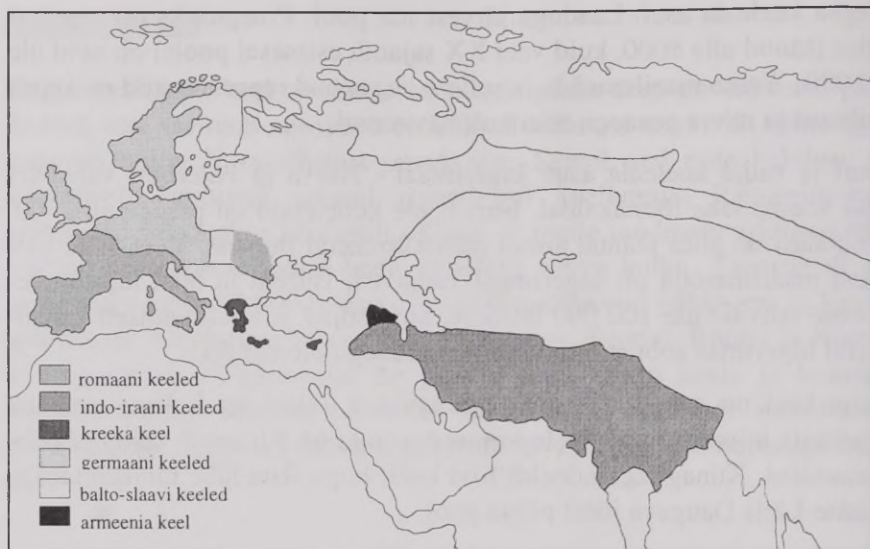 romaani keeled
indo-iraani keeled
kreeka keel
germaani keeled
balto-slaavi keeled
armeenia keel